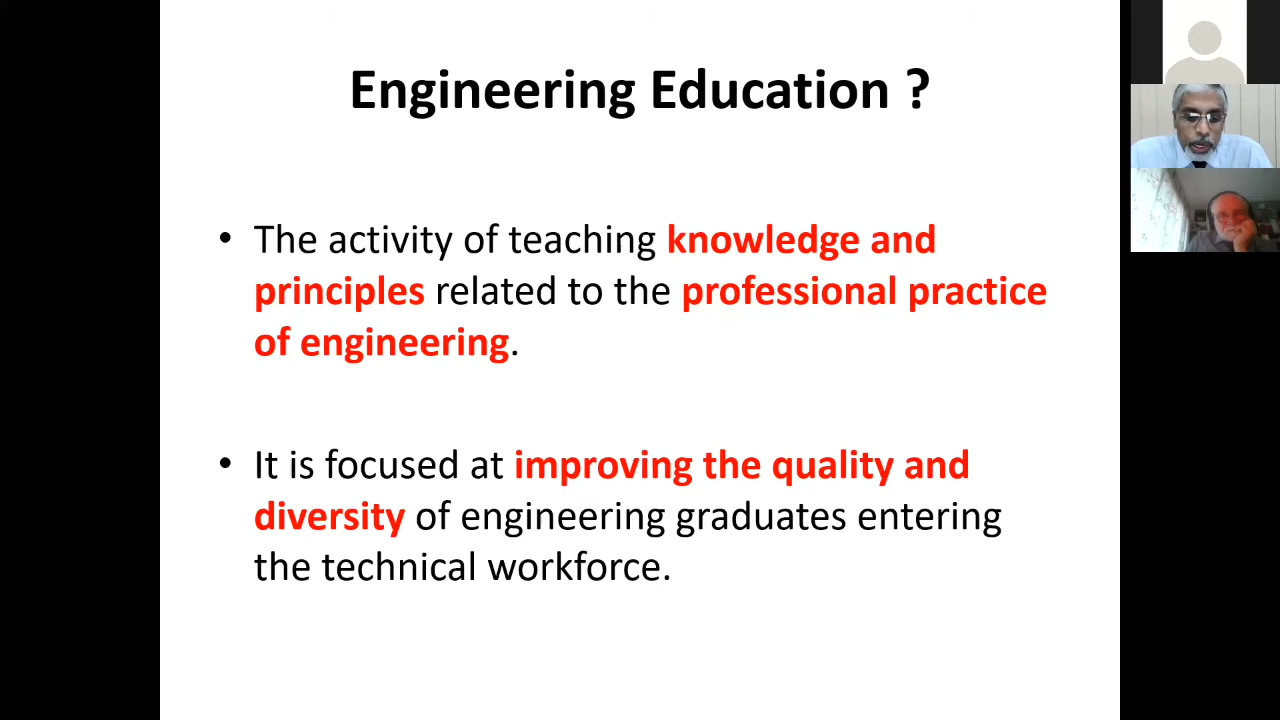 Engineering Education ?
• The activity of teaching knowledge and
principles related to the professional practice
of engineering.
• It is focused at improving the quality and
diversity of engineering graduates entering
the technical workforce.